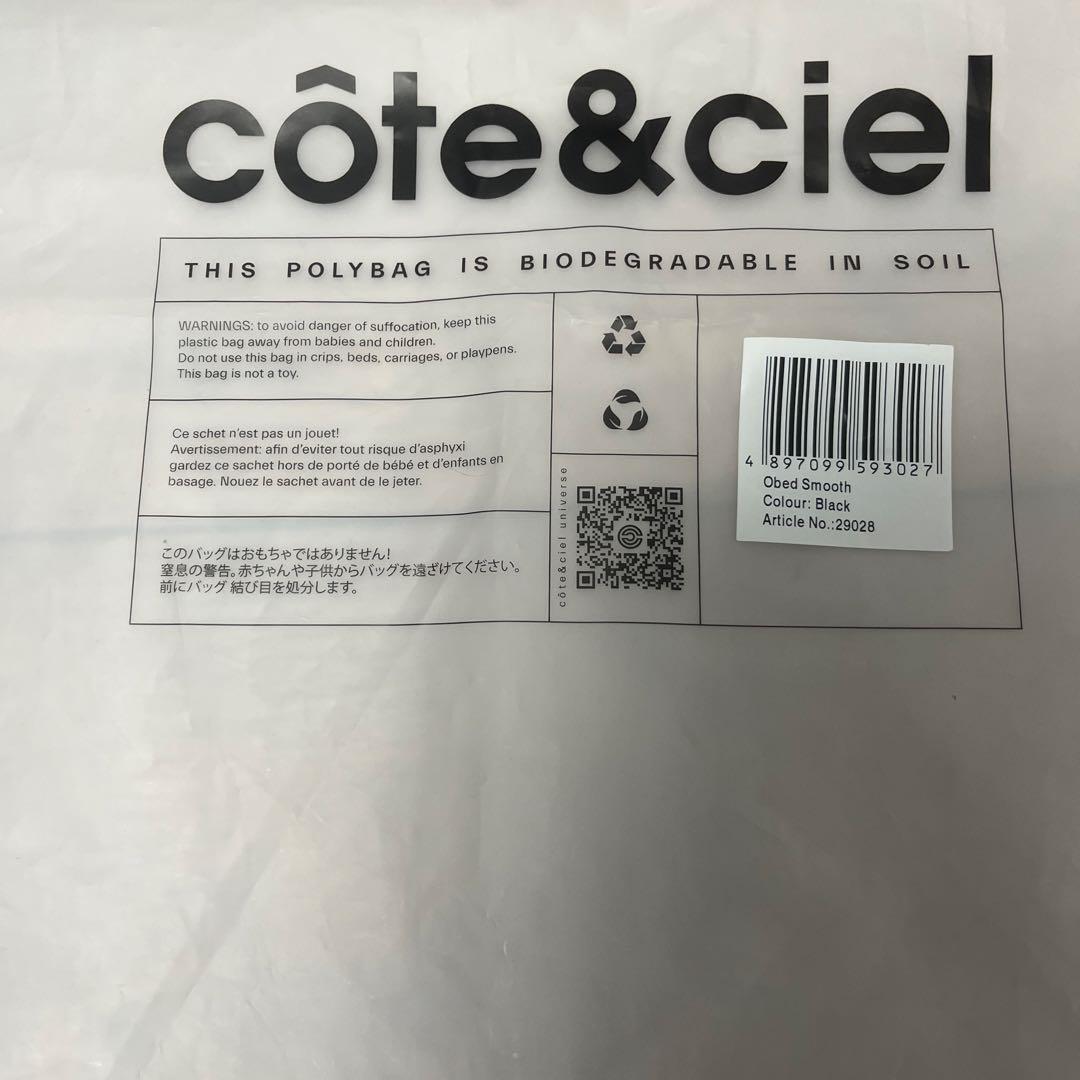 côte&ciel
THIS POLYBAG IS BIODEGRADABLE IN SOIL
WARNINGS: to avoid danger of suffocation, keep this
plastic bag away from babies and children.
Do not use this bag in crips, beds, carriages, or playpens.
This bag is not a toy.
Ce schet n'est pas un jouet!
Avertissement: afin d'eviter tout risque d'asphyxi
gardez ce sachet hors de porté de bébé et d'enfants en
basage. Nouez le sachet avant de le jeter.
このバッグはおもちゃではありません!
窒息の警告。赤ちゃんや子供からバッグを遠ざけてください。
前にバッグ 結び目を処分します。
côte&ciel universe
4 897099 593027
Obed Smooth
Colour: Black
Article No.:29028